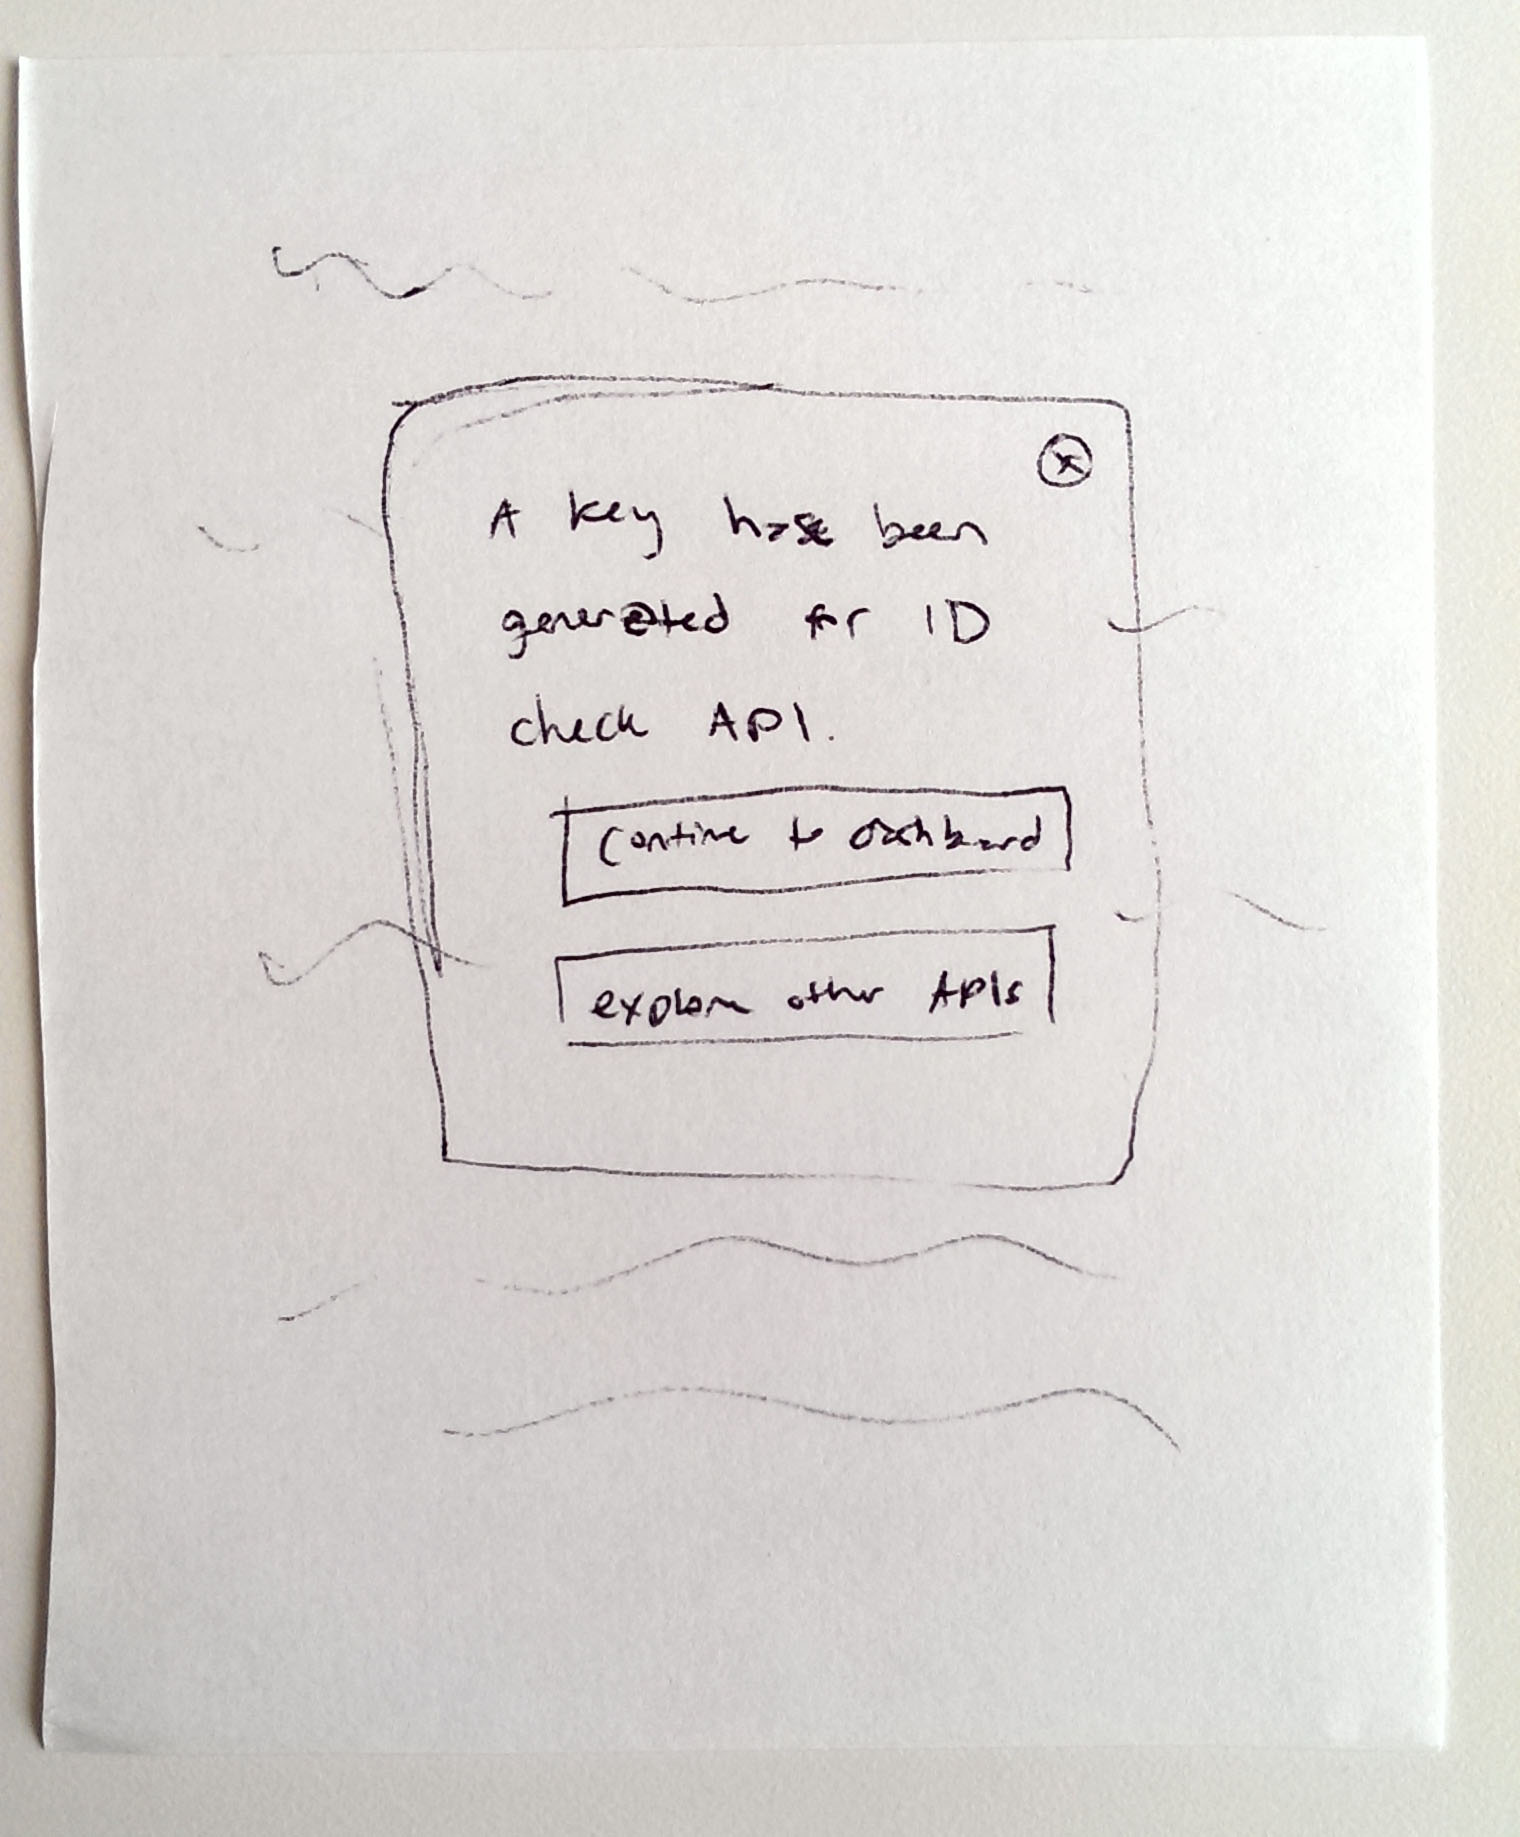 A key has been
generated for ID
check API.
Continue to dashboard
explore other APIs